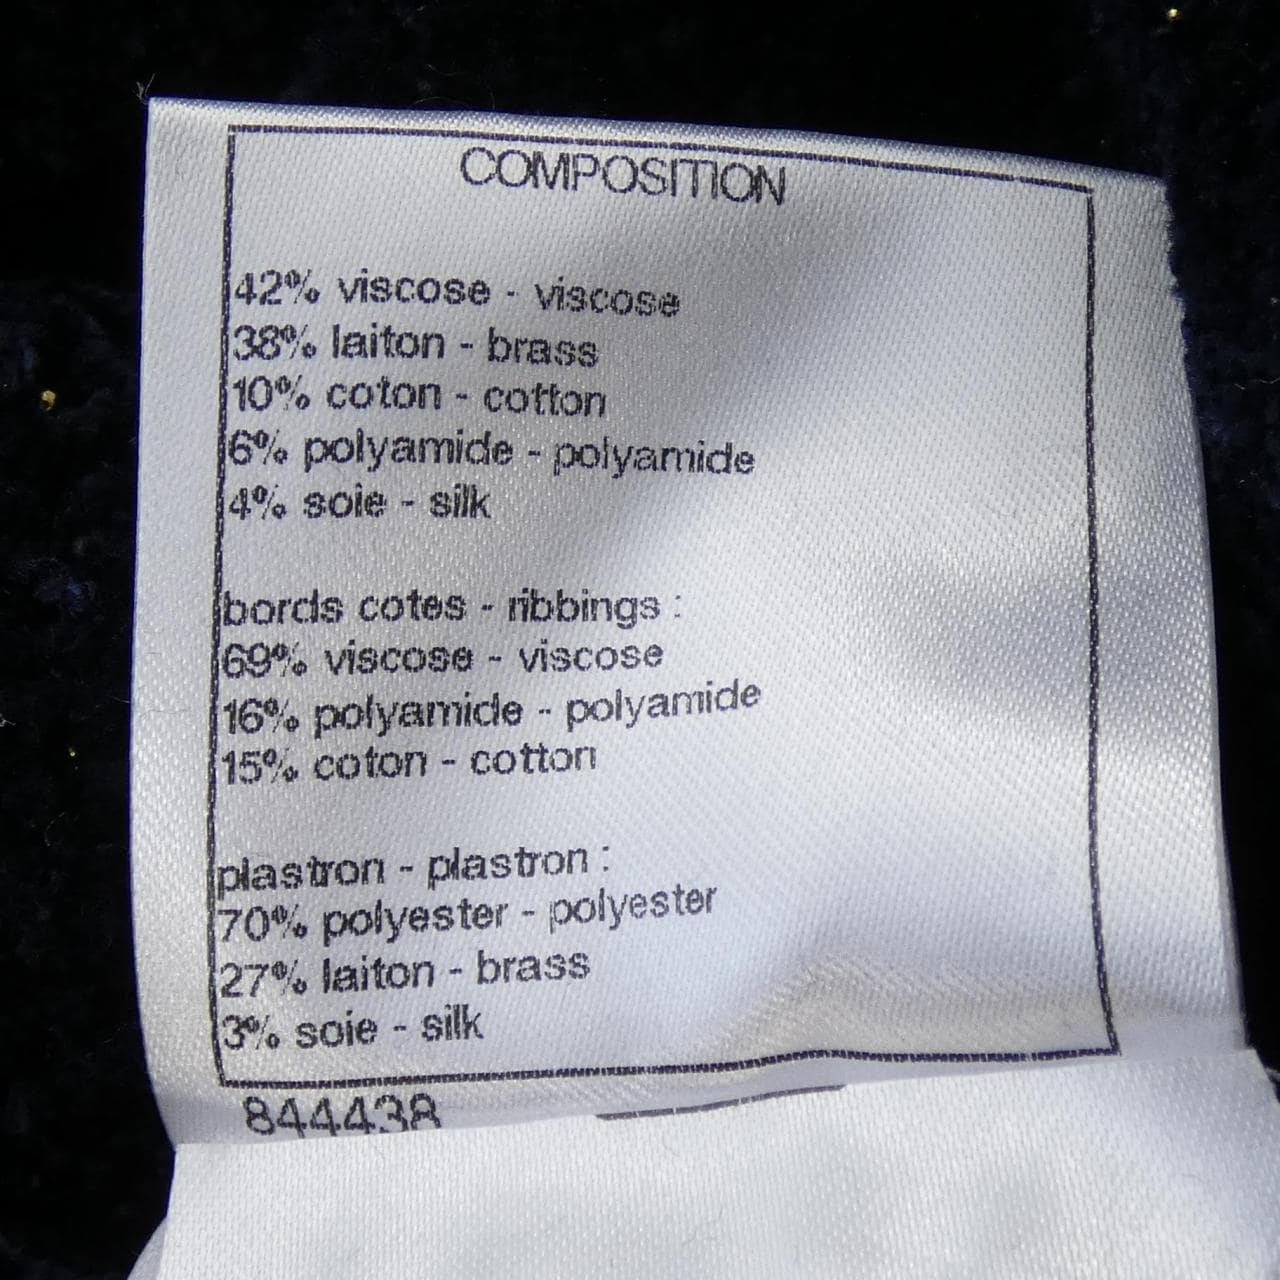 COMPOSITION
42% viscose - viscose
38% laiton - brass
10% coton - cotton
6% polyamide - polyamide
4% soie - silk
bords cotes - ribbings :
69% viscose - viscose
16% polyamide - polyamide
15% coton - cotton
plastron - plastron :
70% polyester - polyester
27% laiton - brass
3% soie - silk
844438